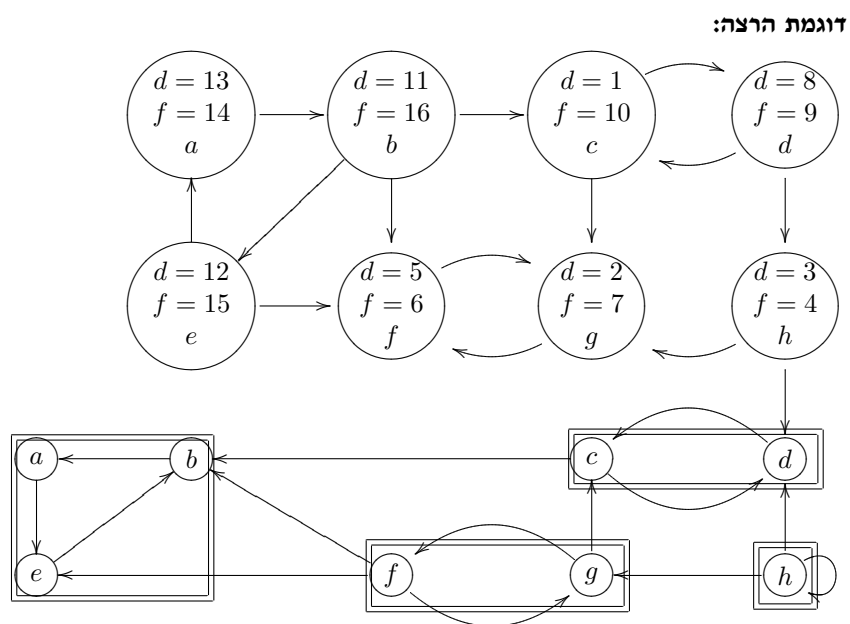 דוגמת הרצה:
d = 13 d = 11 d = 1 d = 8
f = 14 f = 16 f = 10 f = 9
a b c d
d = 12 d = 5 d = 2 d = 3
f = 15 f = 6 f = 7 f = 4
e f g h
a b c d
e f g h